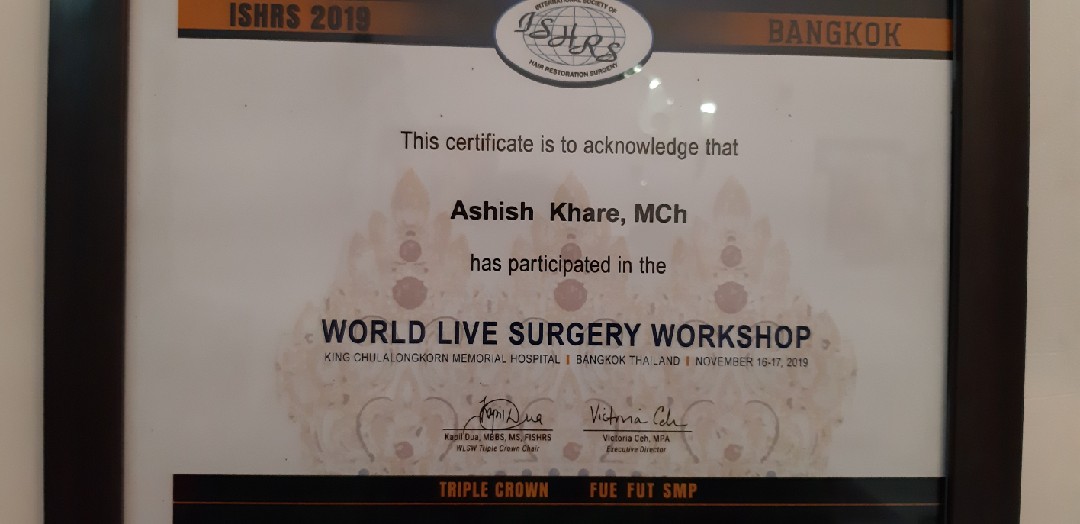 ISHRS 2019
INTERNATIONAL SOCIETY OF
ISHRS
HAIR RESTORATION SURGERY
BANGKOK
This certificate is to acknowledge that
Ashish Khare, MCh
has participated in the
WORLD LIVE SURGERY WORKSHOP
KING CHULALONGKORN MEMORIAL HOSPITAL | BANGKOK THAILAND | NOVEMBER 16-17, 2019
Kapil Dua Victoria Ceh
Kapil Dua, MBBS, MS, FISHRS Victoria Ceh, MPA
WLSW Triple Crown Chair Executive Director
TRIPLE CROWN FUE FUT SMP